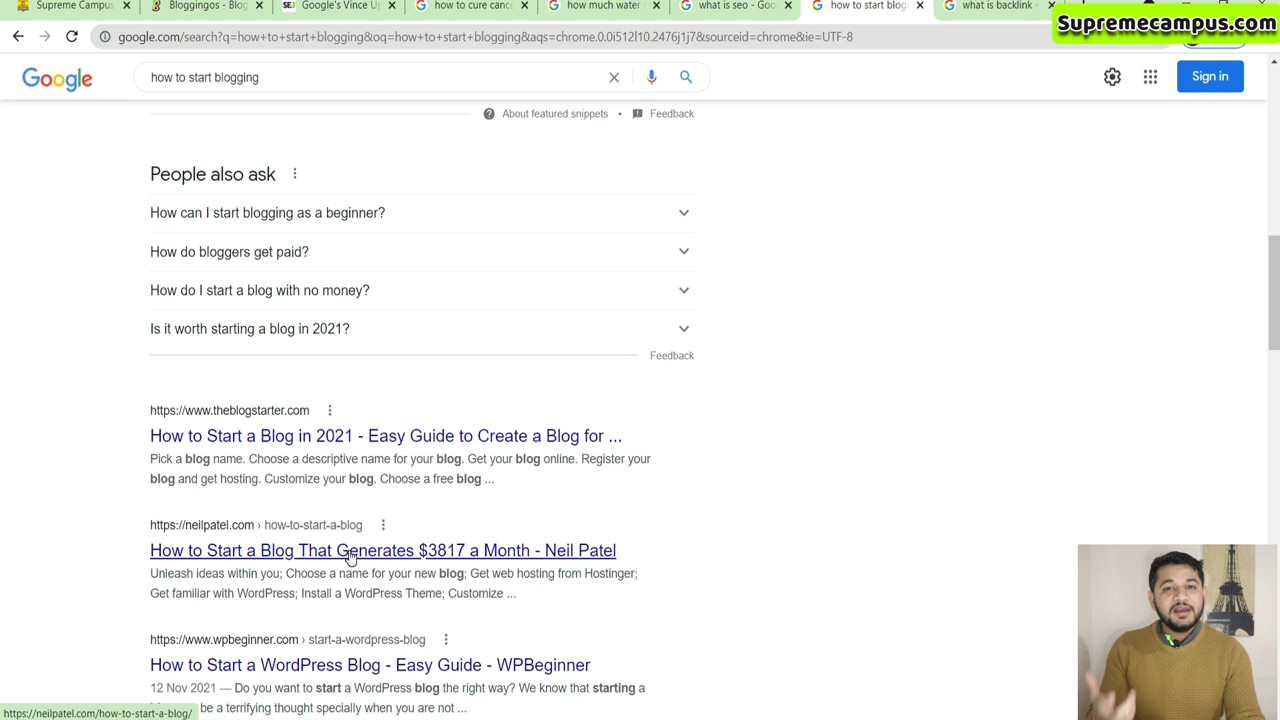 Supreme Campus
Bloggingos - Blog
Google's Vince Up
how to cure canc
how much water
what is seo - Goo
how to start blog
what is backlink -
Supremecampus.com
google.com/search?q=how+to+start+blogging&oq=how+to+start+blogging&aqs=chrome.0.0i512l10.2476j1j7&sourceid=chrome&ie=UTF-8
Google
how to start blogging
Sign in
About featured snippets • Feedback
People also ask
How can I start blogging as a beginner?
How do bloggers get paid?
How do I start a blog with no money?
Is it worth starting a blog in 2021?
Feedback
https://www.theblogstarter.com
How to Start a Blog in 2021 - Easy Guide to Create a Blog for ...
Pick a blog name. Choose a descriptive name for your blog. Get your blog online. Register your
blog and get hosting. Customize your blog. Choose a free blog ...
https://neilpatel.com › how-to-start-a-blog
How to Start a Blog That Generates $3817 a Month - Neil Patel
Unleash ideas within you; Choose a name for your new blog; Get web hosting from Hostinger;
Get familiar with WordPress; Install a WordPress Theme; Customize ...
https://www.wpbeginner.com › start-a-wordpress-blog
How to Start a WordPress Blog - Easy Guide - WPBeginner
12 Nov 2021 — Do you want to start a WordPress blog the right way? We know that starting a
be a terrifying thought specially when you are not ...
https://neilpatel.com/how-to-start-a-blog/